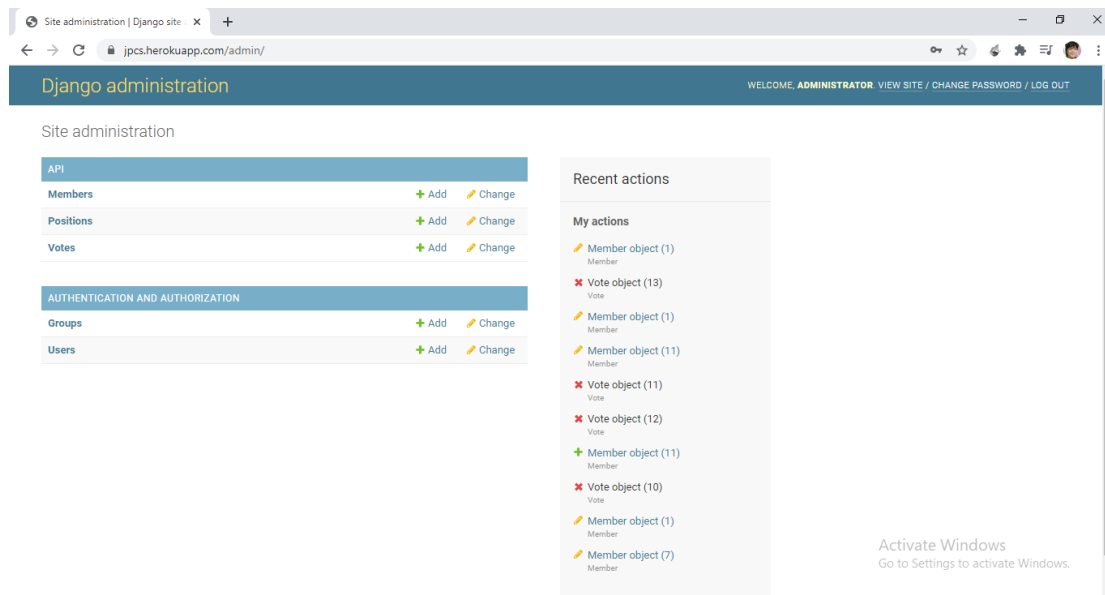 Site administration | Django site
jpcs.herokuapp.com/admin/
Django administration
WELCOME, ADMINISTRATOR. VIEW SITE / CHANGE PASSWORD / LOG OUT
Site administration
API
Members Add Change
Positions Add Change
Votes Add Change
AUTHENTICATION AND AUTHORIZATION
Groups Add Change
Users Add Change
Recent actions
My actions
Member object (1)
Member
Vote object (13)
Vote
Member object (1)
Member
Member object (11)
Member
Vote object (11)
Vote
Vote object (12)
Vote
Member object (11)
Member
Vote object (10)
Vote
Member object (1)
Member
Member object (7)
Member
Activate Windows
Go to Settings to activate Windows.